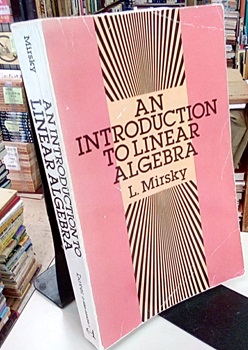 AN
INTRODUCTION
TO LINEAR
ALGEBRA
L. Mirsky
Mirsky
AN INTRODUCTION TO
LINEAR ALGEBRA